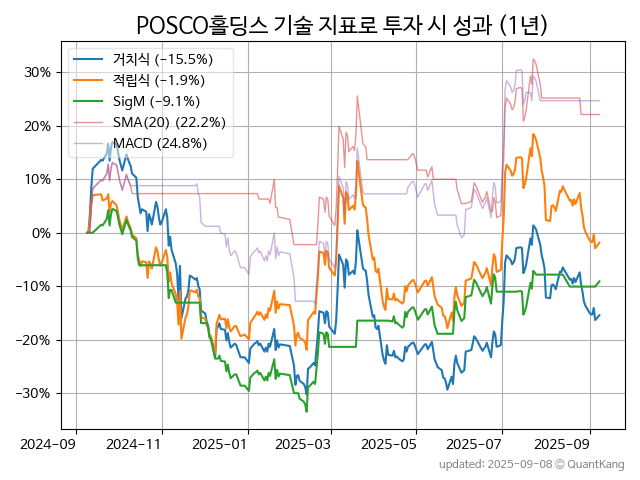 POSCO홀딩스 기술 지표로 투자 시 성과 (1년)
거치식 (−15.5%)
적립식 (−1.9%)
SigM (−9.1%)
SMA(20) (22.2%)
MACD (24.8%)
30%
20%
10%
0%
−10%
−20%
−30%
2024−09 2024−11 2025−01 2025−03 2025−05 2025−07 2025−09
updated: 2025−09−08 © QuantKang